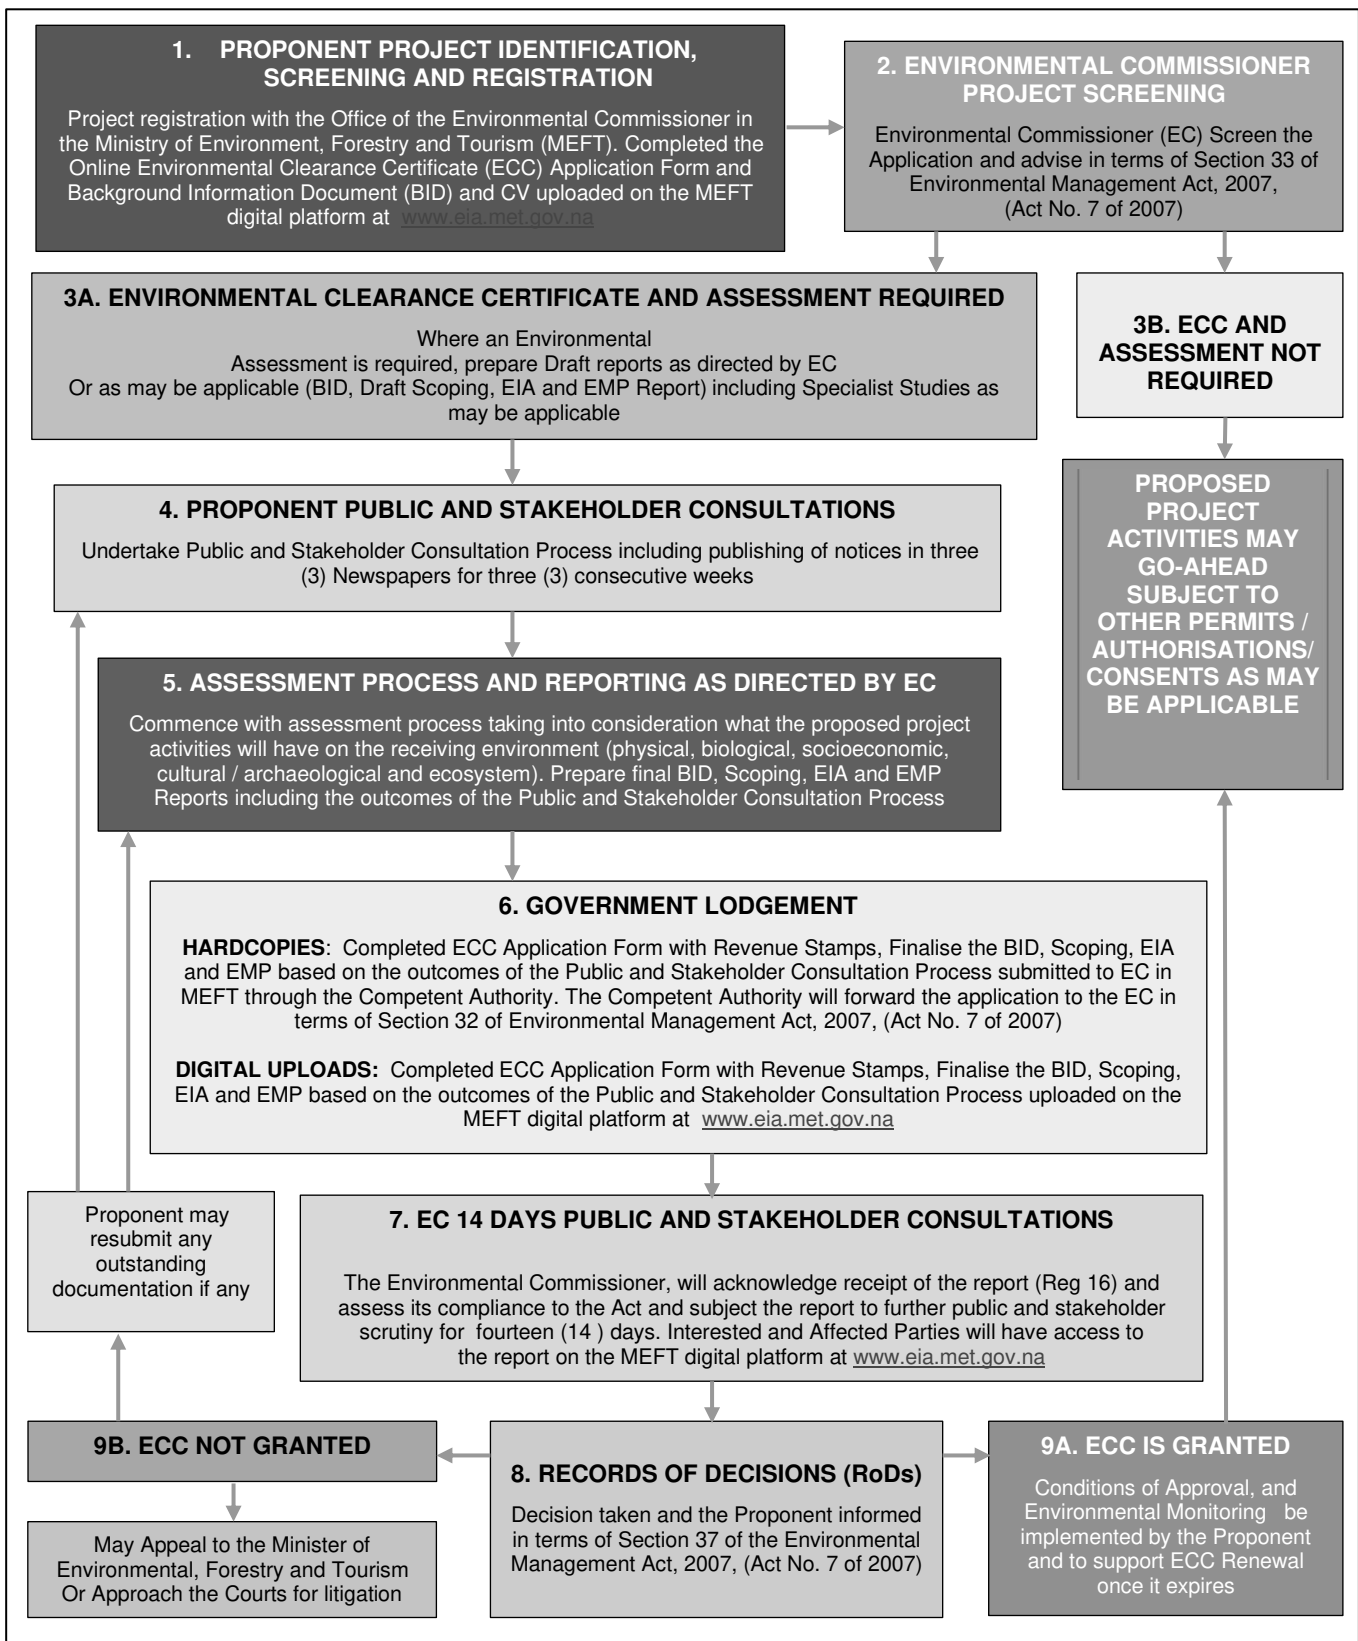 1. PROPONENT PROJECT IDENTIFICATION,
SCREENING AND REGISTRATION
Project registration with the Office of the Environmental Commissioner in
the Ministry of Environment, Forestry and Tourism (MEFT). Completed the
Online Environmental Clearance Certificate (ECC) Application Form and
Background Information Document (BID) and CV uploaded on the MEFT
digital platform at www.eia.met.gov.na
2. ENVIRONMENTAL COMMISSIONER
PROJECT SCREENING
Environmental Commissioner (EC) Screen the
Application and advise in terms of Section 33 of
Environmental Management Act, 2007,
(Act No. 7 of 2007)
3A. ENVIRONMENTAL CLEARANCE CERTIFICATE AND ASSESSMENT REQUIRED
Where an Environmental
Assessment is required, prepare Draft reports as directed by EC
Or as may be applicable (BID, Draft Scoping, EIA and EMP Report) including Specialist Studies as
may be applicable
3B. ECC AND
ASSESSMENT NOT
REQUIRED
4. PROPONENT PUBLIC AND STAKEHOLDER CONSULTATIONS
Undertake Public and Stakeholder Consultation Process including publishing of notices in three
(3) Newspapers for three (3) consecutive weeks
PROPOSED
PROJECT
ACTIVITIES MAY
GO-AHEAD
SUBJECT TO
OTHER PERMITS /
AUTHORISATIONS/
CONSENTS AS MAY
BE APPLICABLE
5. ASSESSMENT PROCESS AND REPORTING AS DIRECTED BY EC
Commence with assessment process taking into consideration what the proposed project
activities will have on the receiving environment (physical, biological, socioeconomic,
cultural / archaeological and ecosystem). Prepare final BID, Scoping, EIA and EMP
Reports including the outcomes of the Public and Stakeholder Consultation Process
6. GOVERNMENT LODGEMENT
HARDCOPIES: Completed ECC Application Form with Revenue Stamps, Finalise the BID, Scoping, EIA
and EMP based on the outcomes of the Public and Stakeholder Consultation Process submitted to EC in
MEFT through the Competent Authority. The Competent Authority will forward the application to the EC in
terms of Section 32 of Environmental Management Act, 2007, (Act No. 7 of 2007)
DIGITAL UPLOADS: Completed ECC Application Form with Revenue Stamps, Finalise the BID, Scoping,
EIA and EMP based on the outcomes of the Public and Stakeholder Consultation Process uploaded on the
MEFT digital platform at www.eia.met.gov.na
Proponent may
resubmit any
outstanding
documentation if any
7. EC 14 DAYS PUBLIC AND STAKEHOLDER CONSULTATIONS
The Environmental Commissioner, will acknowledge receipt of the report (Reg 16) and
assess its compliance to the Act and subject the report to further public and stakeholder
scrutiny for fourteen (14 ) days. Interested and Affected Parties will have access to
the report on the MEFT digital platform at www.eia.met.gov.na
9B. ECC NOT GRANTED
May Appeal to the Minister of
Environmental, Forestry and Tourism
Or Approach the Courts for litigation
8. RECORDS OF DECISIONS (RoDs)
Decision taken and the Proponent informed
in terms of Section 37 of the Environmental
Management Act, 2007, (Act No. 7 of 2007)
9A. ECC IS GRANTED
Conditions of Approval, and
Environmental Monitoring be
implemented by the Proponent
and to support ECC Renewal
once it expires